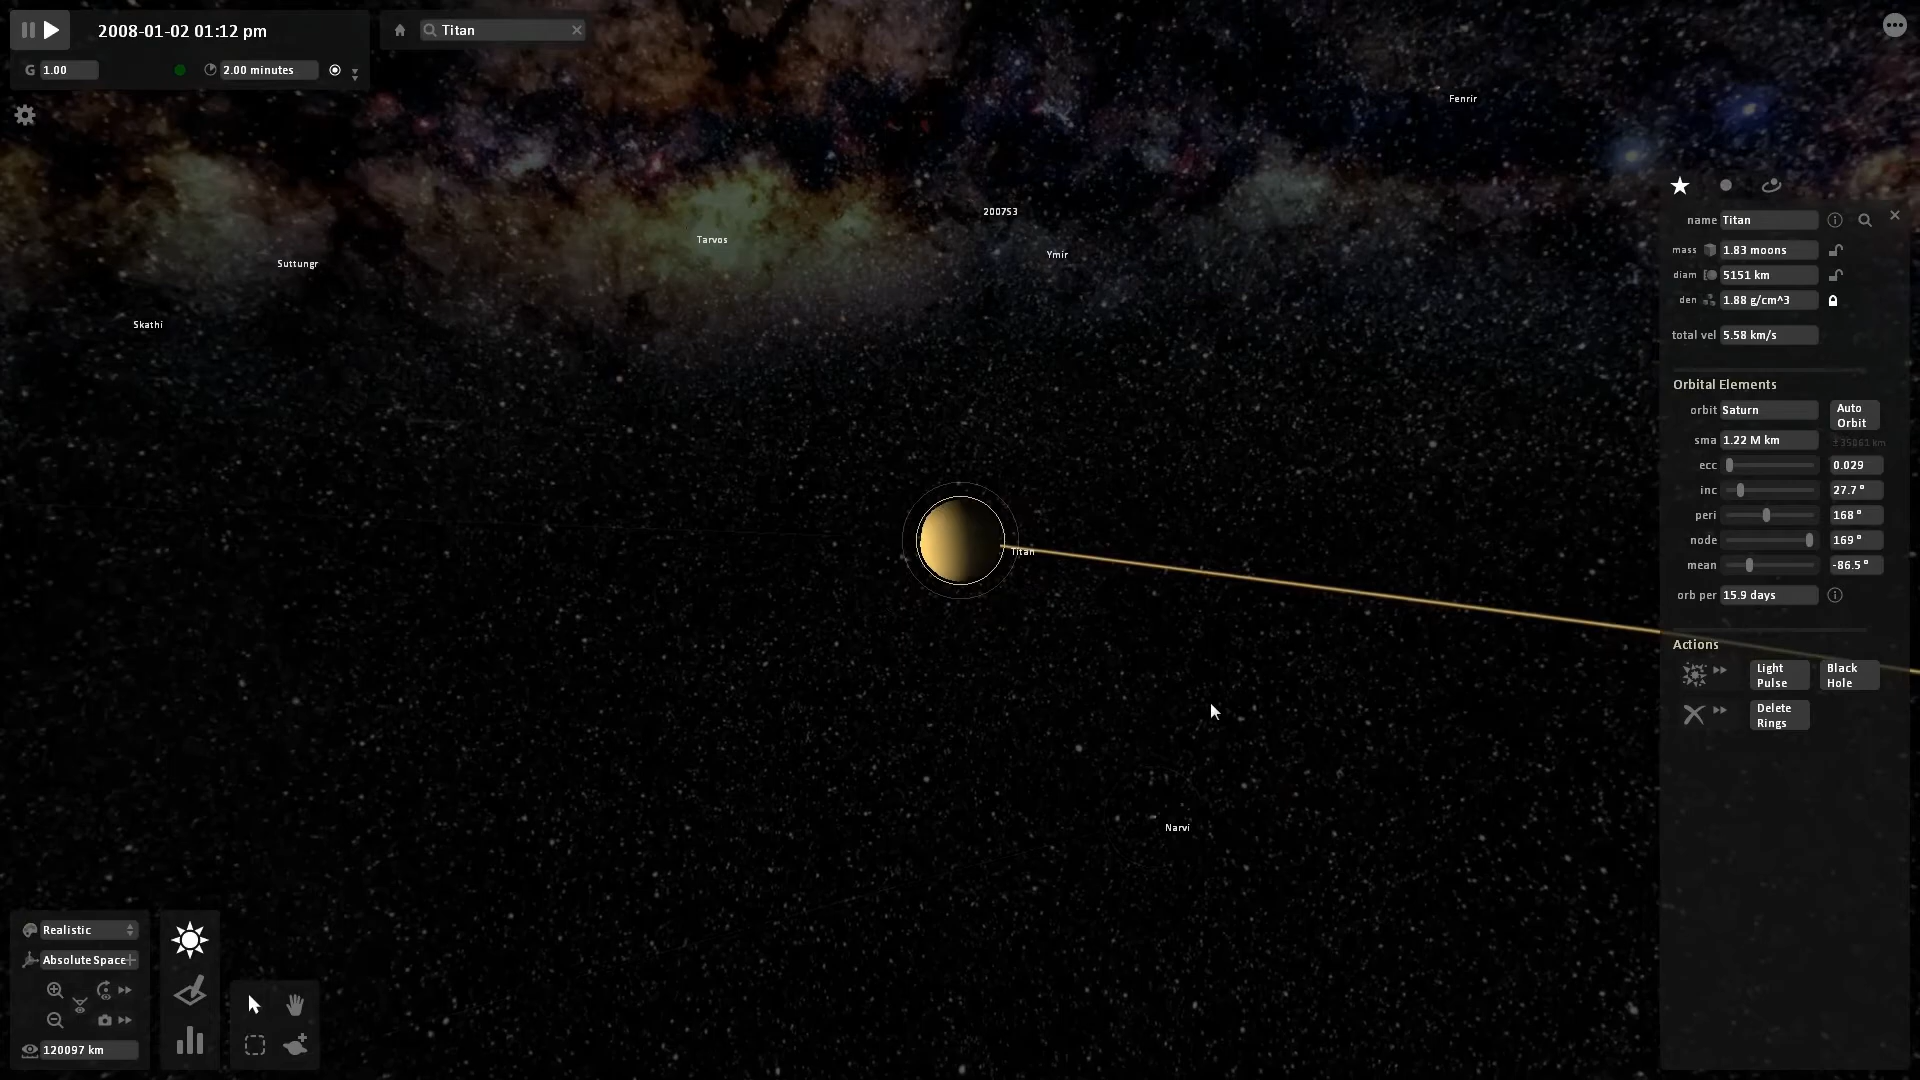 2008-01-02 01:12 pm
Titan
G 1.00
2.00 minutes
Fenrir
2007S3
Tarvos
Ymir
Suttungr
Skathi
Titan
Narvi
name Titan
mass 1.83 moons
diam 5151 km
den 1.88 g/cm^3
total vel 5.58 km/s
Orbital Elements
orbit Saturn
Auto
Orbit
sma 1.22 M km
±35061 km
ecc 0.029
inc 27.7 °
peri 168 °
node 169 °
mean -86.5 °
orb per 15.9 days
Actions
Light
Pulse
Black
Hole
Delete
Rings
Realistic
Absolute Space
120097 km